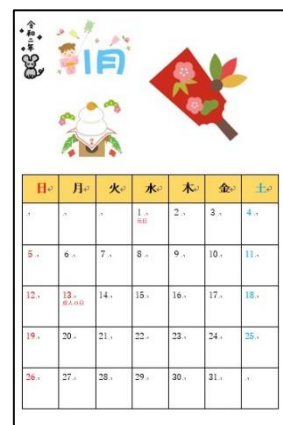 令和二年
1月
日 月 火 水 木 金 土
1 2 3 4
元日
5 6 7 8 9 10 11
12 13 14 15 16 17 18
成人の日
19 20 21 22 23 24 25
26 27 28 29 30 31